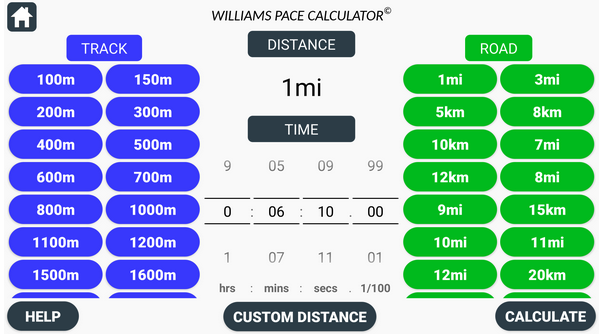 WILLIAMS PACE CALCULATOR©
TRACK
100m 150m
200m 300m
400m 500m
600m 700m
800m 1000m
1100m 1200m
1500m 1600m
HELP
DISTANCE
1mi
TIME
9 05 09 99
0 : 06 : 10 . 00
1 07 11 01
hrs : mins : secs . 1/100
CUSTOM DISTANCE
ROAD
1mi 3mi
5km 8km
10km 7mi
12km 8mi
9mi 15km
10mi 11mi
12mi 20km
CALCULATE